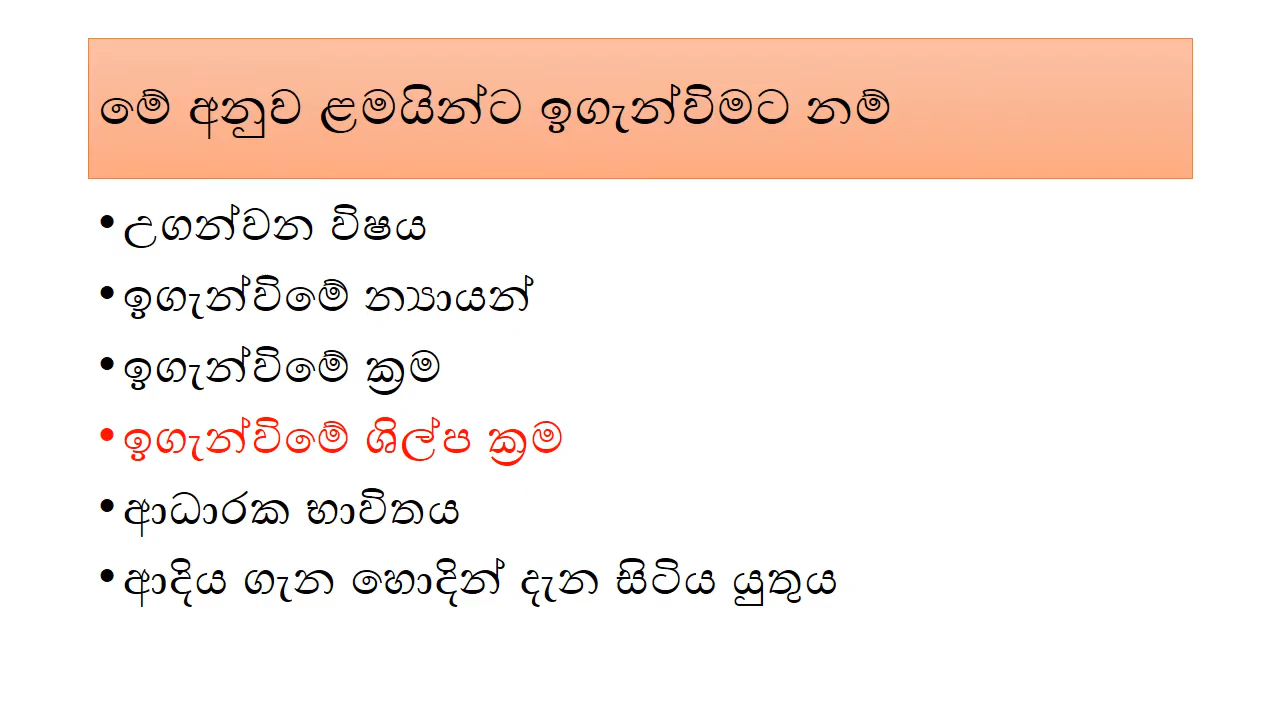 මේ අනුව ළමයින්ට ඉගැන්විමට නම්
• උගන්වන විෂය
• ඉගැන්විමේ න්‍යායන්
• ඉගැන්විමේ ක්‍රම
• ඉගැන්විමේ ශිල්ප ක්‍රම
• ආධාරක භාවිතය
• ආදිය ගැන හොදින් දැන සිටිය යුතුය